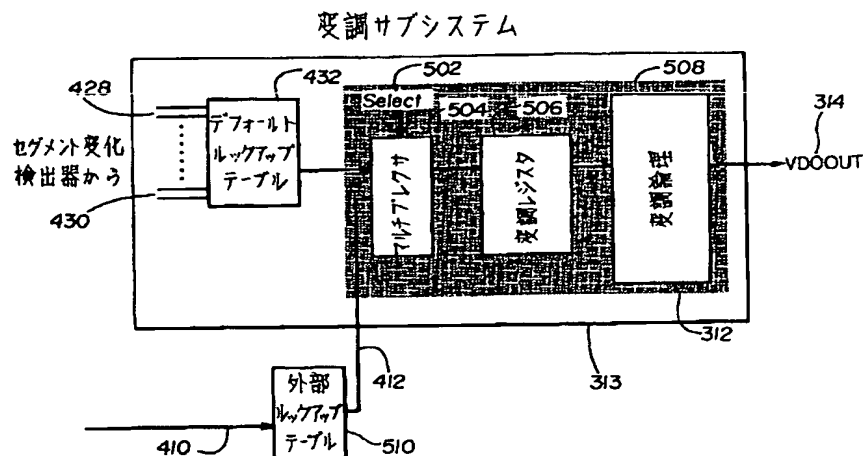 変調サブシステム
432
502
508
428
Select
504
506
314
デフォールト
ルックアップ
テーブル
セグメント変化
検出器から
マルチプレクサ
変調レジスタ
変調倫理
VDOOUT
430
312
412
313
外部
ルックアップ
テーブル
410
510